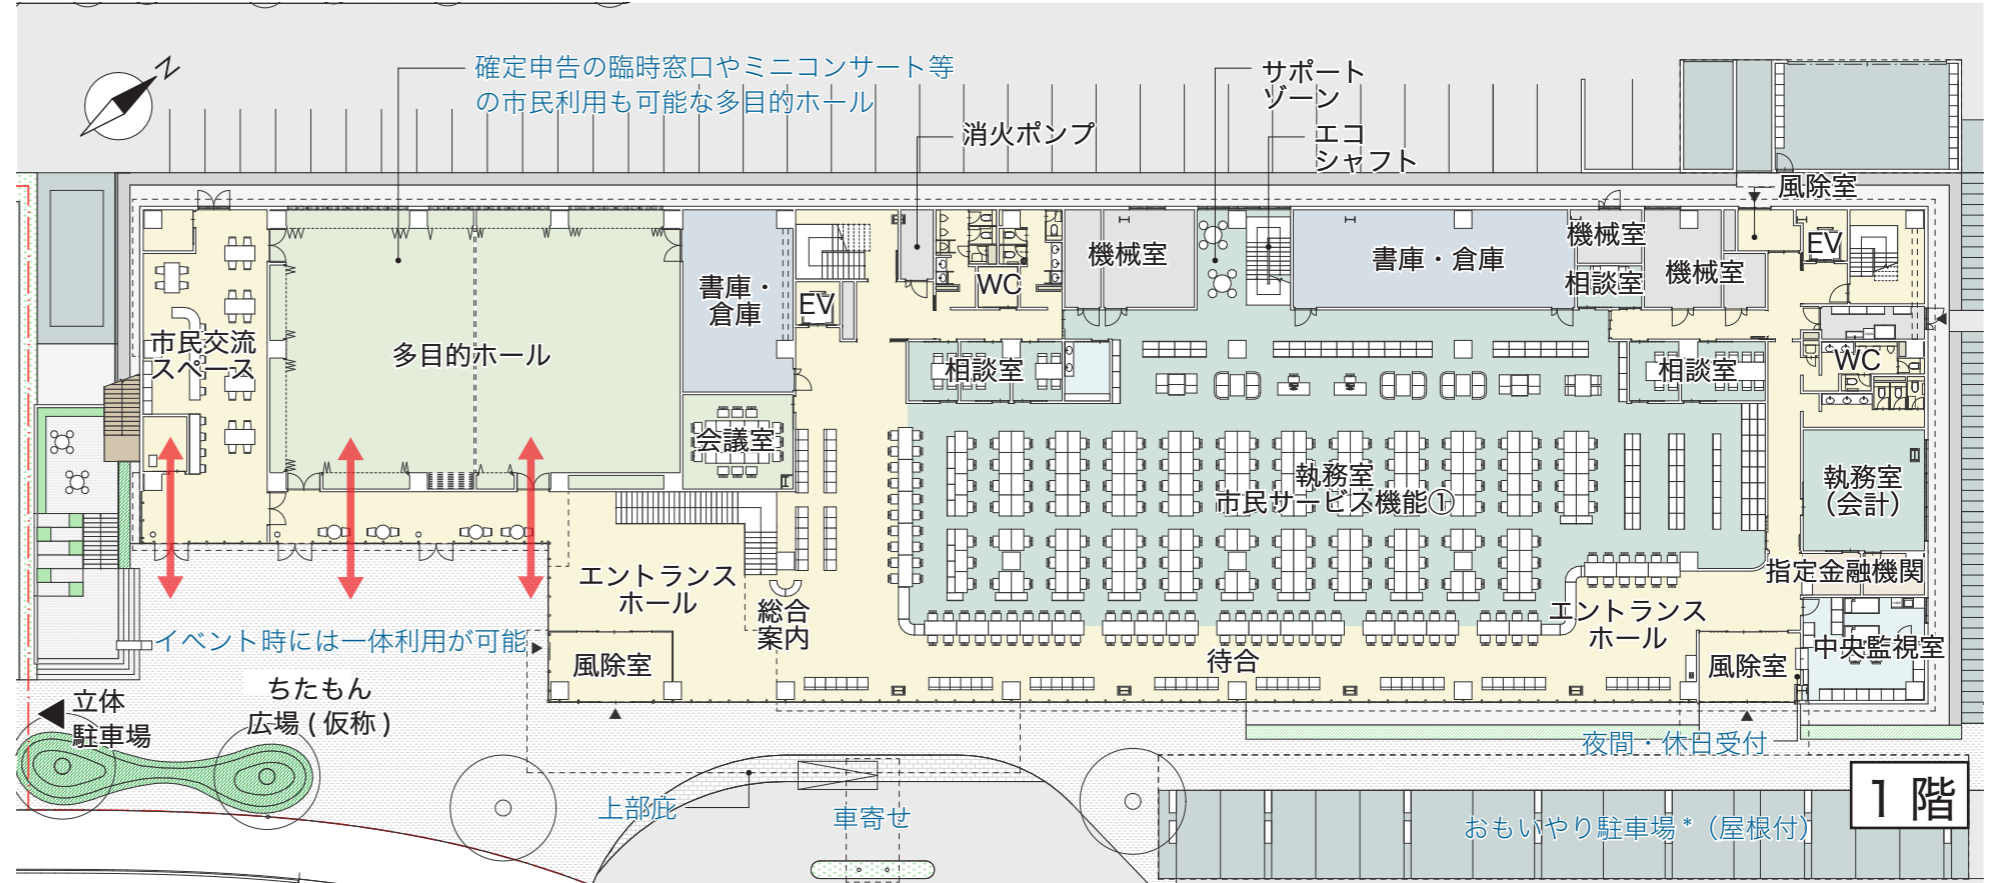 N
確定申告の臨時窓口やミニコンサート等
の市民利用も可能な多目的ホール
サポート
ゾーン
消火ポンプ
エコ
シャフト
風除室
機械室
WC
書庫・倉庫
機械室
相談室
機械室
EV
書庫・
倉庫
EV
市民交流
スペース
多目的ホール
相談室
相談室
WC
会議室
執務室
市民サービス機能①
執務室
（会計）
エントランス
ホール
総合
案内
指定金融機関
エントランス
ホール
イベント時には一体利用が可能
風除室
待合
風除室
中央監視室
立体
駐車場
ちたもん
広場 ( 仮称 )
夜間・休日受付
上部庇
車寄せ
おもいやり駐車場 *（屋根付）
1 階